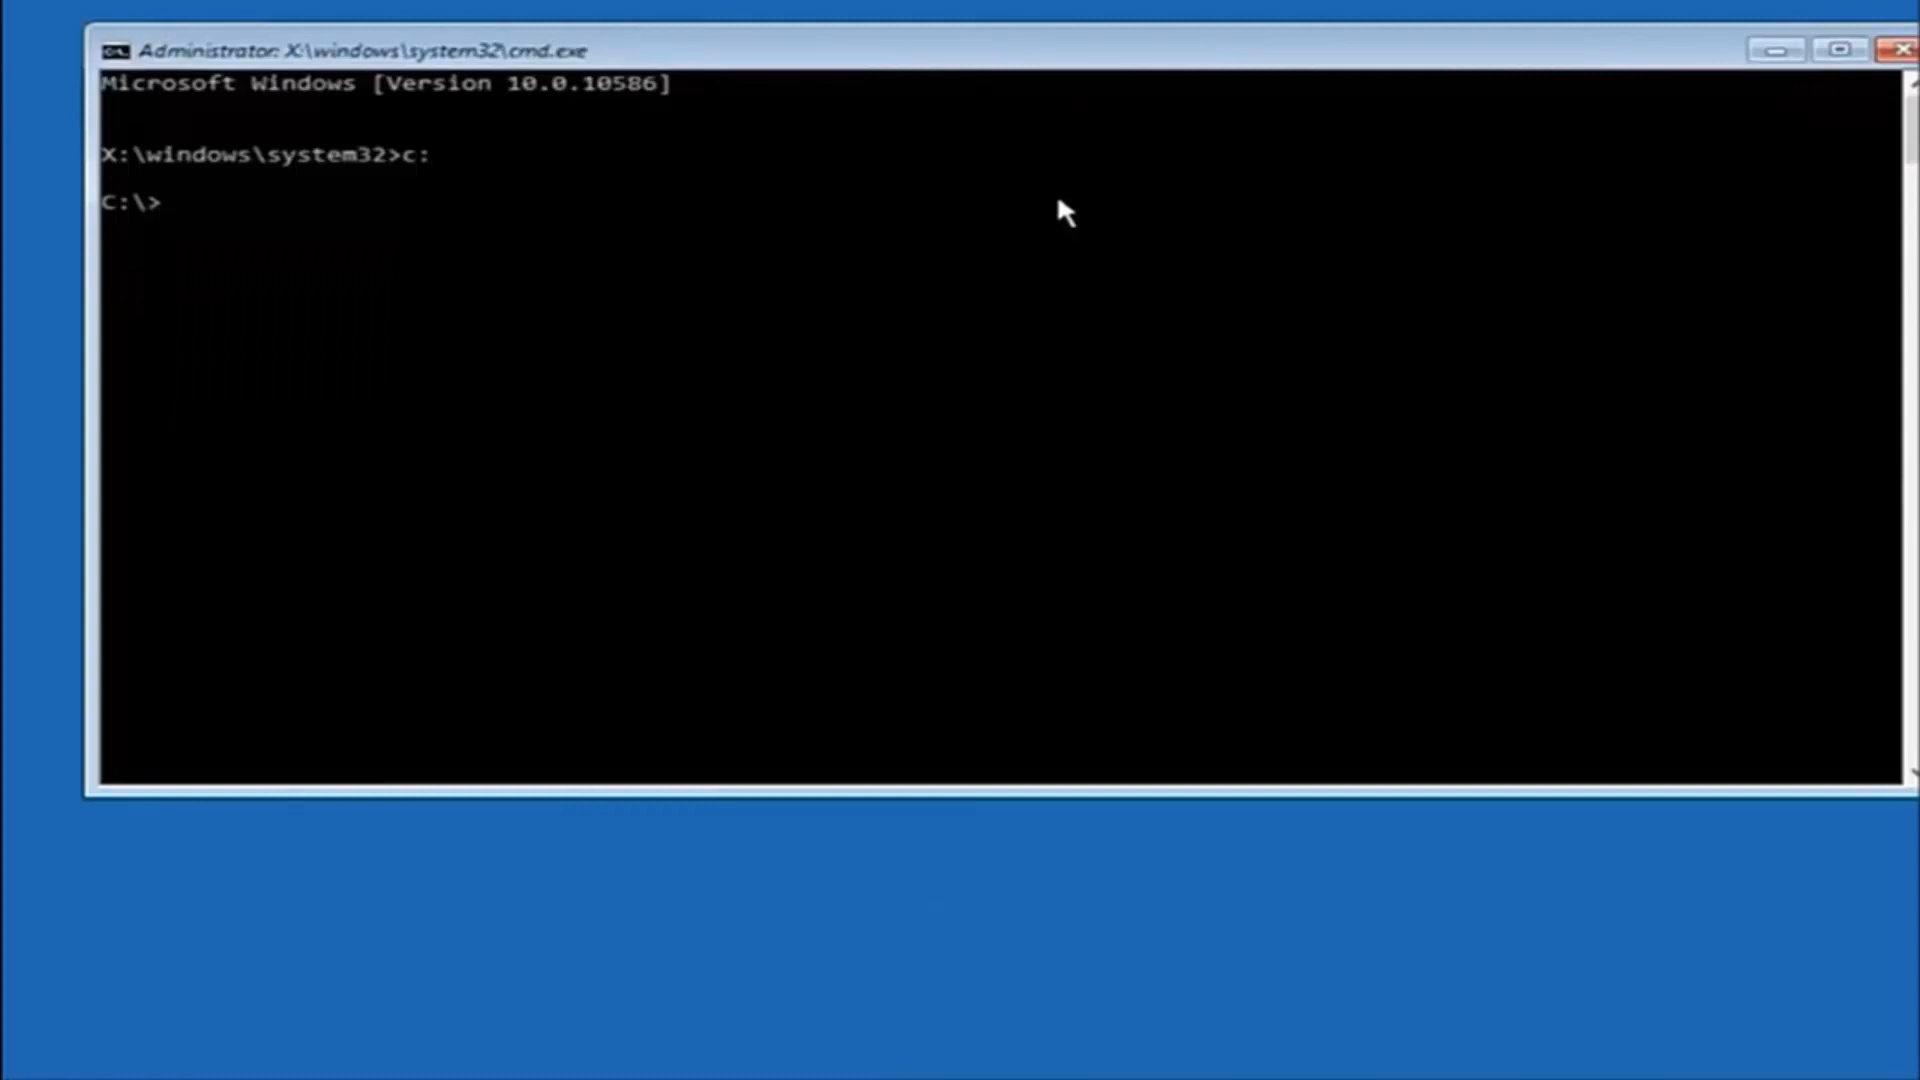 Administrator: X:\windows\system32\cmd.exe
Microsoft Windows [Version 10.0.10586]
X:\windows\system32>c:
C:\>